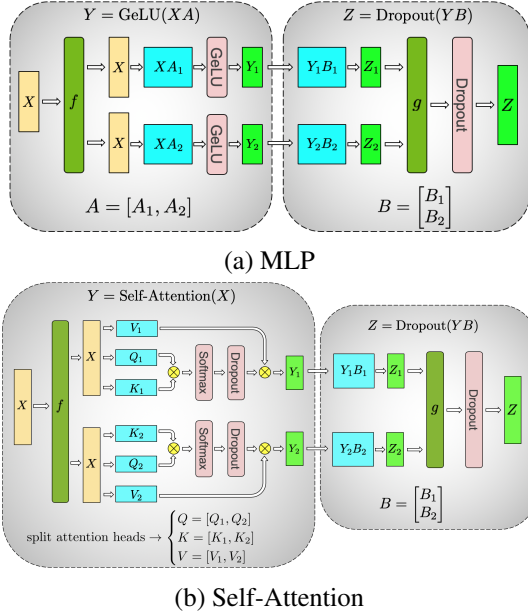 Y = GeLU(XA)
Z = Dropout(YB)
X
f
X
XA₁
GeLU
Y₁
Y₁B₁
Z₁
X
XA₂
GeLU
Y₂
Y₂B₂
Z₂
g
Dropout
Z
A = [A₁, A₂]
B = [B₁
B₂]
(a) MLP
Y = Self-Attention(X)
Z = Dropout(YB)
X
f
X
V₁
Q₁
K₁
Softmax
Dropout
Y₁
Y₁B₁
Z₁
X
K₂
Q₂
V₂
Softmax
Dropout
Y₂
Y₂B₂
Z₂
g
Dropout
Z
split attention heads → { Q = [Q₁, Q₂]
K = [K₁, K₂]
V = [V₁, V₂]
B = [B₁
B₂]
(b) Self-Attention